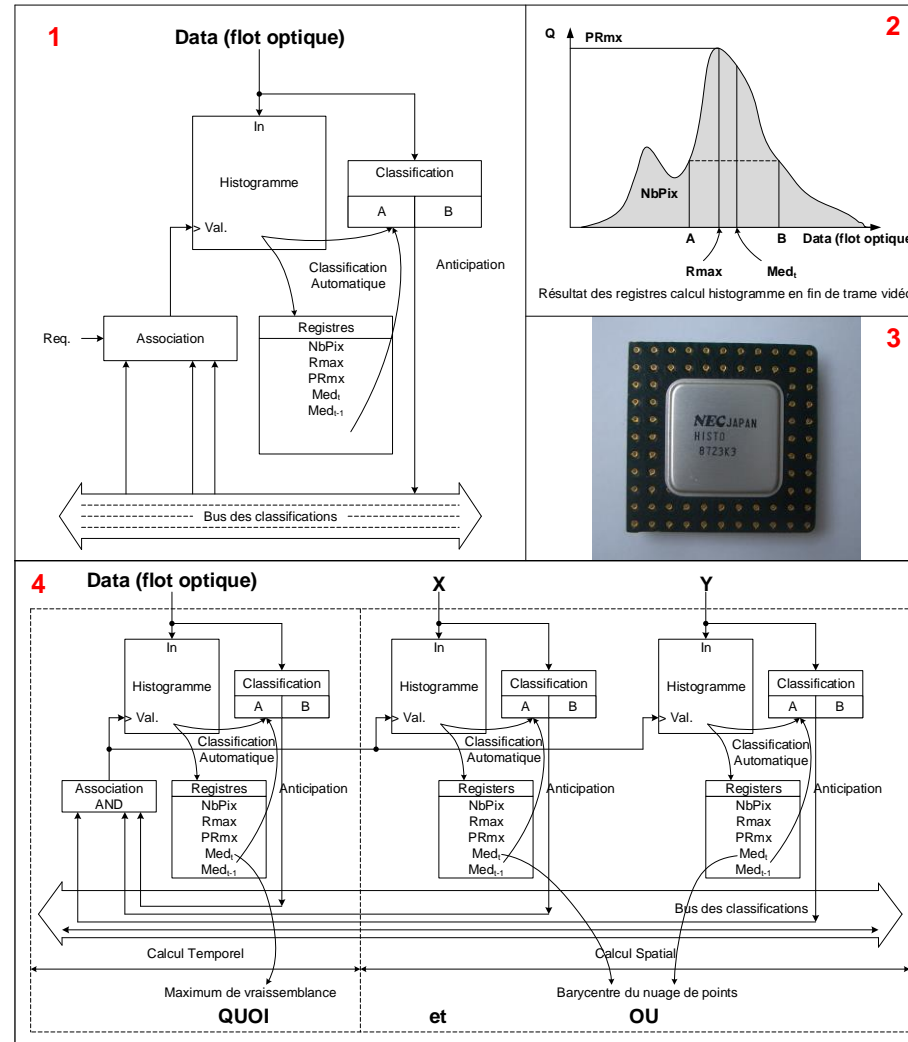 1
Data (flot optique)
In
Histogramme
> Val.
Classification
A
B
Classification
Automatique
Anticipation
Req.
Association
Registres
NbPix
Rmax
PRmx
Medt
Medt-1
Bus des classifications
2
Q
PRmx
NbPix
A
B
Data (flot optique
Rmax
Medt
Résultat des registres calcul histogramme en fin de trame vidéo
3
NEC JAPAN
HISTO
8723K3
4
Data (flot optique)
X
Y
In
Histogramme
> Val.
Classification
A
B
Classification
Automatique
Anticipation
Association
AND
Registres
NbPix
Rmax
PRmx
Medt
Medt-1
In
Histogramme
> Val.
Classification
A
B
Classification
Automatique
Anticipation
Registers
NbPix
Rmax
PRmx
Medt
Medt-1
In
Histogramme
> Val.
Classification
A
B
Classification
Automatique
Anticipation
Registers
NbPix
Rmax
PRmx
Medt
Medt-1
Bus des classifications
Calcul Temporel
Calcul Spatial
Maximum de vraissemblance
Barycentre du nuage de points
QUOI et OU